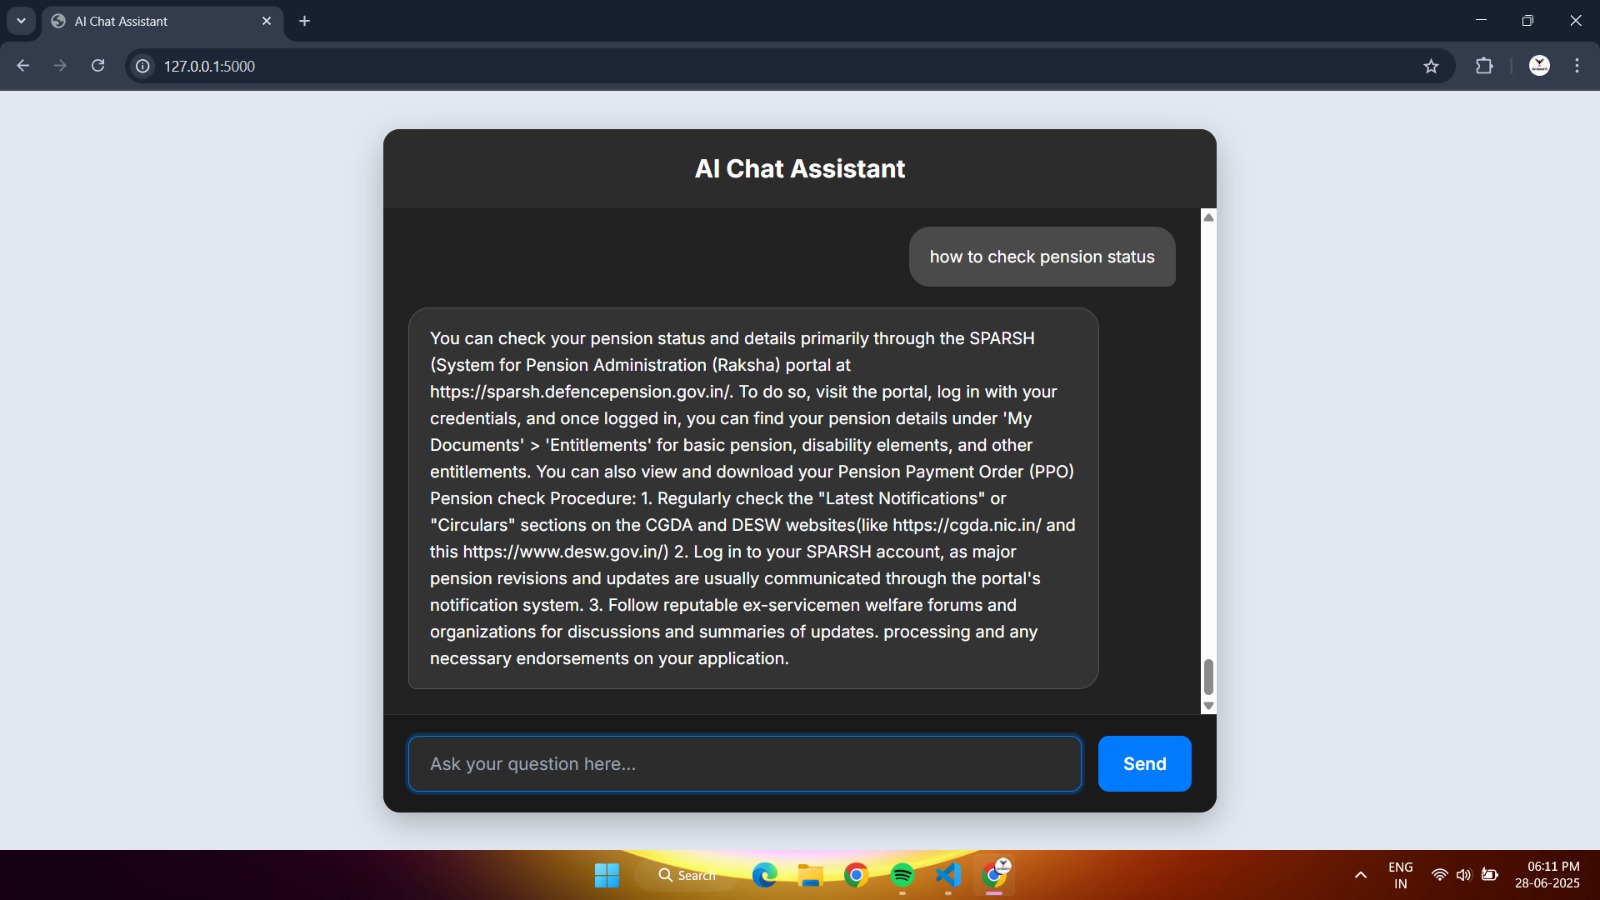 AI Chat Assistant
127.0.0.1:5000
AI Chat Assistant
how to check pension status
You can check your pension status and details primarily through the SPARSH
(System for Pension Administration (Raksha) portal at
https://sparsh.defencepension.gov.in/. To do so, visit the portal, log in with your
credentials, and once logged in, you can find your pension details under 'My
Documents' > 'Entitlements' for basic pension, disability elements, and other
entitlements. You can also view and download your Pension Payment Order (PPO)
Pension check Procedure: 1. Regularly check the "Latest Notifications" or
"Circulars" sections on the CGDA and DESW websites(like https://cgda.nic.in/ and
this https://www.desw.gov.in/) 2. Log in to your SPARSH account, as major
pension revisions and updates are usually communicated through the portal's
notification system. 3. Follow reputable ex-servicemen welfare forums and
organizations for discussions and summaries of updates. processing and any
necessary endorsements on your application.
Ask your question here...
Send
Search
ENG
IN
06:11 PM
28-06-2025